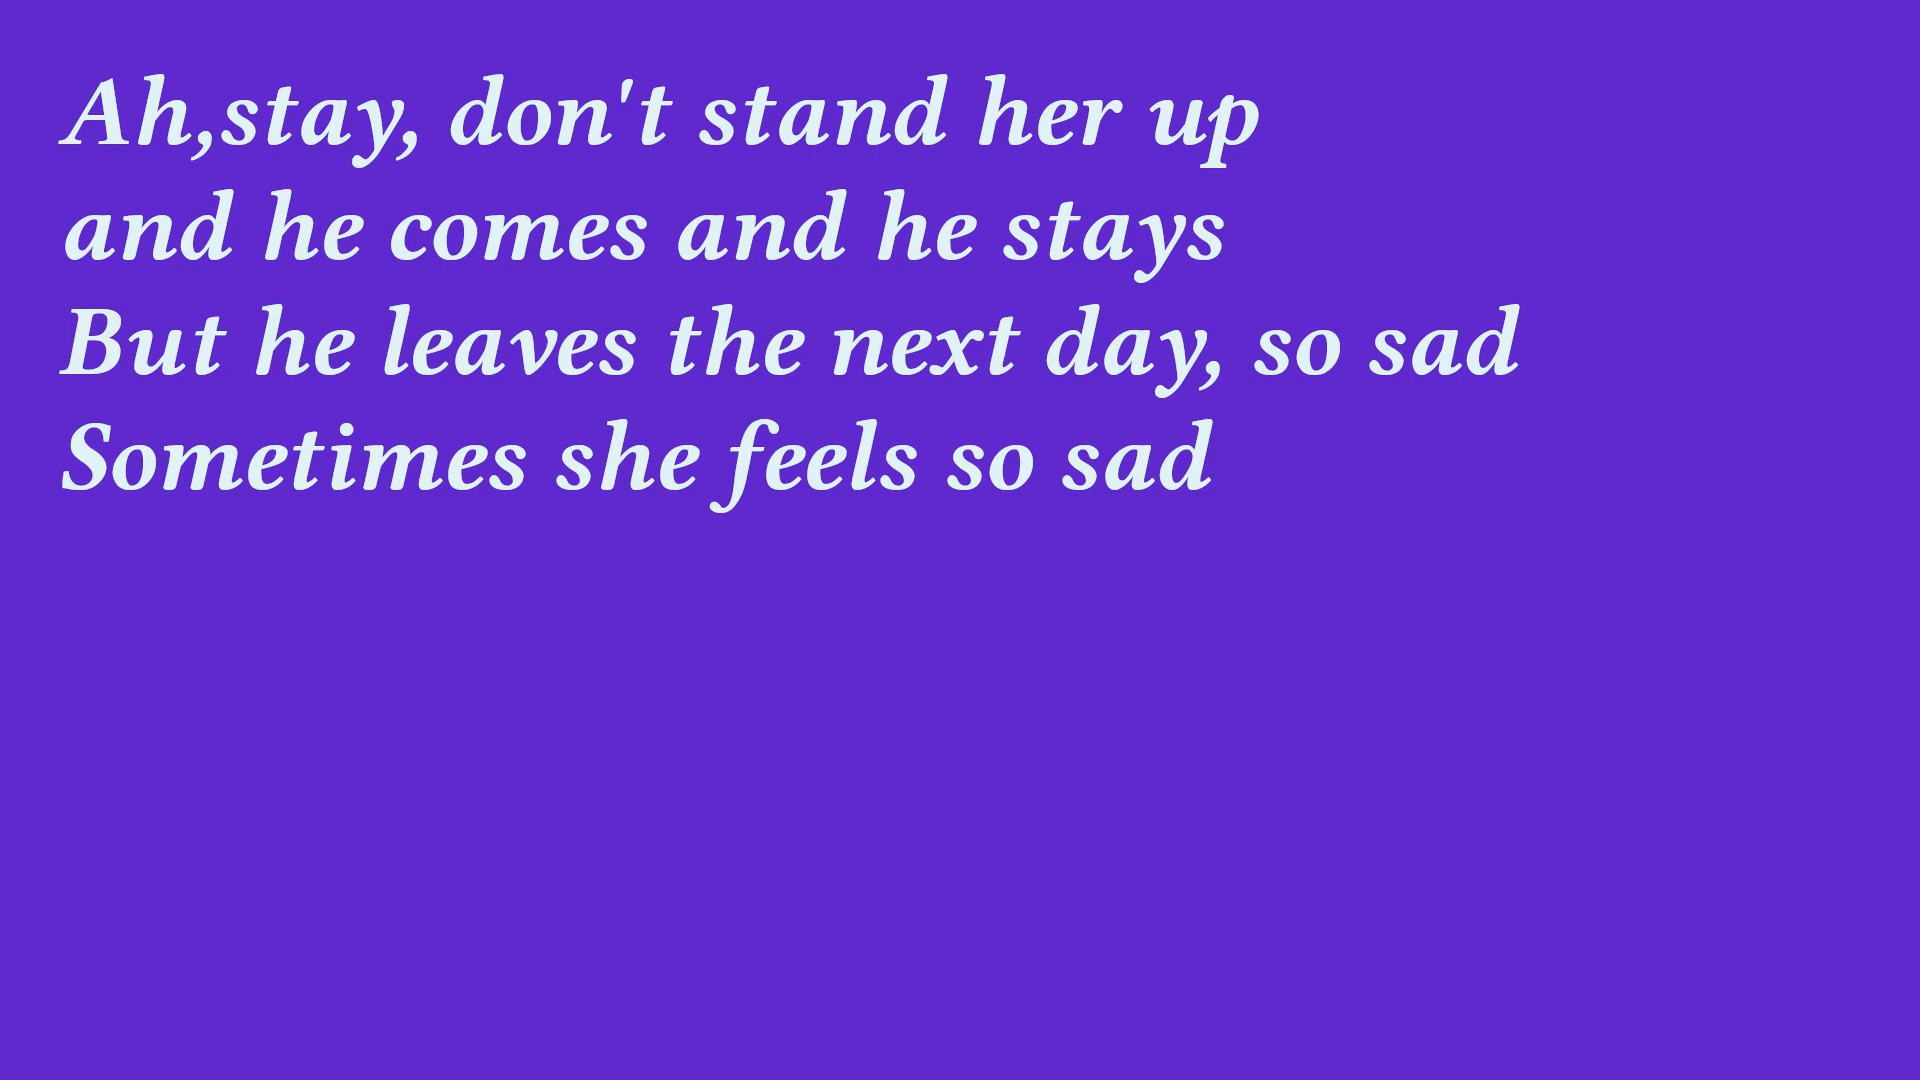 Ah,stay, don't stand her up
and he comes and he stays
But he leaves the next day, so sad
Sometimes she feels so sad